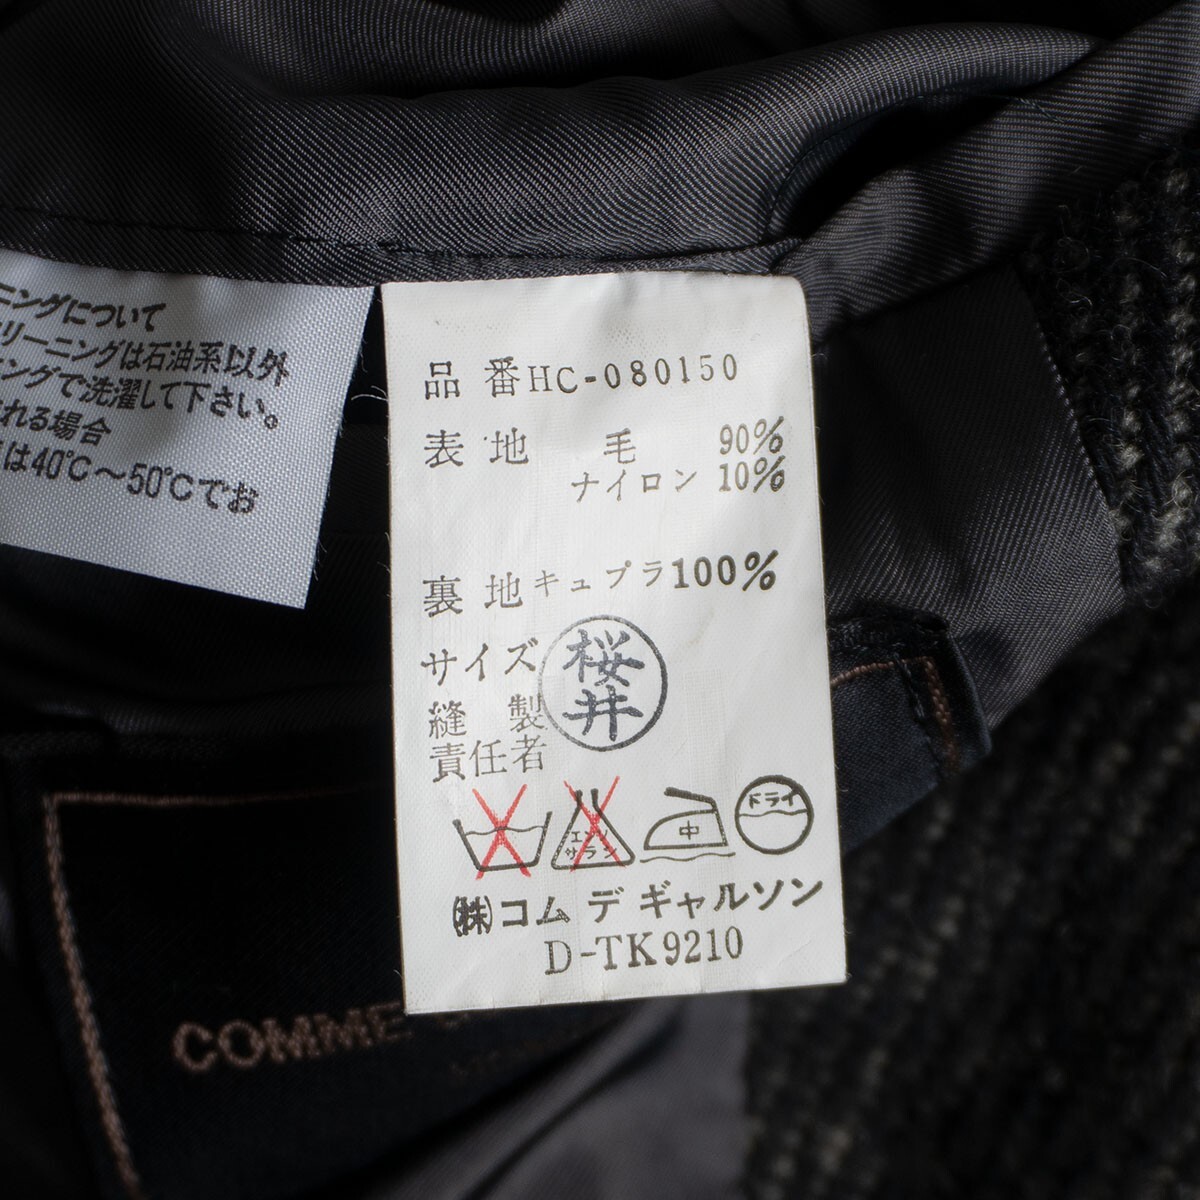 ニングについて
リーニングは石油系以外
ングで洗濯して下さい。
れる場合
は40℃〜50℃でお
品番HC-080150
表地 毛 90%
ナイロン 10%
裏地キュプラ100%
サイズ
桜井
縫製
責任者
エンソ
サラシ
中
ドライ
㈱コム デ ギャルソン
D-TK9210
COMME